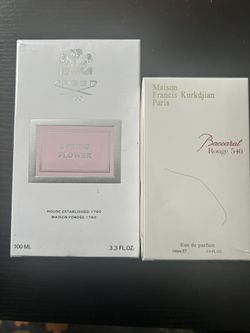 CREED
SPRING
FLOWER
HOUSE ESTABLISHED 1760
MAISON FONDÉE 1760
100 ML
3.3 FL.OZ.
Maison
Francis Kurkdjian
Paris
Baccarat
Rouge 540
Eau de parfum